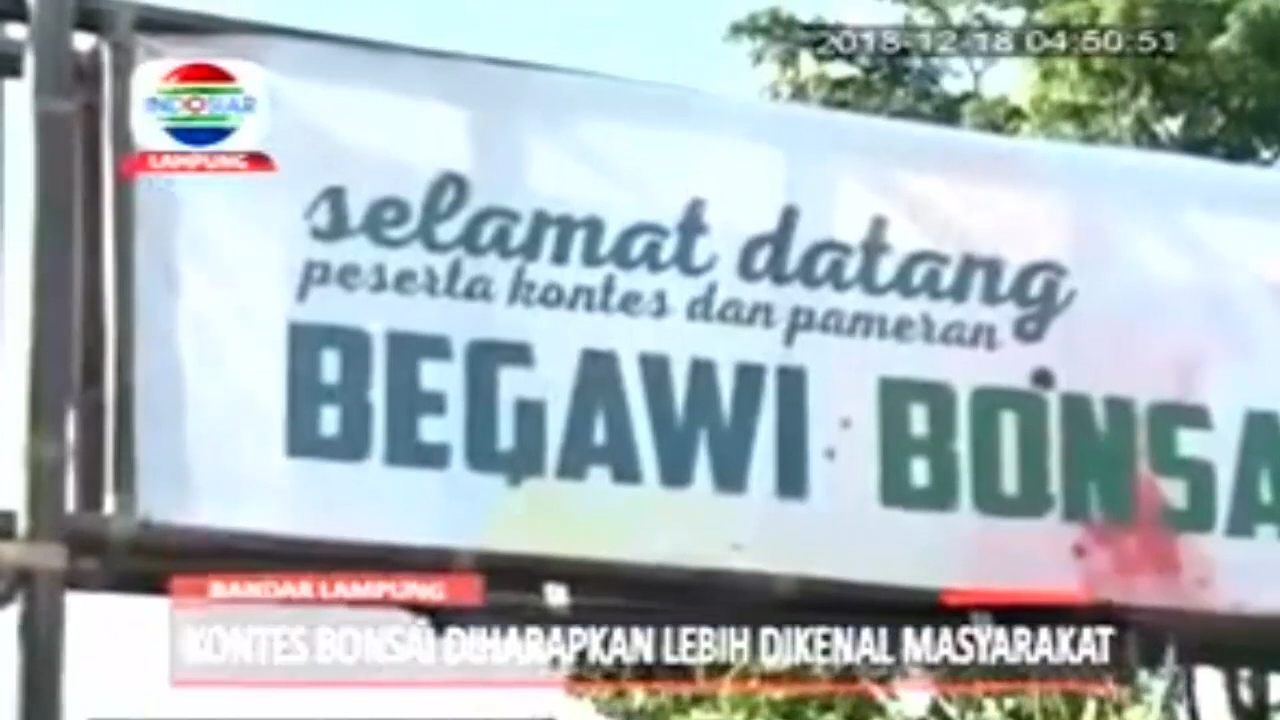 2018-12-18 04:50:51
INDOSIAR
LAMPUNG
selamat datang
peserta kontes dan pameran
BEGAWI BONSA
BANDAR LAMPUNG
KONTES BONSAI DIHARAPKAN LEBIH DIKENAL MASYARAKAT